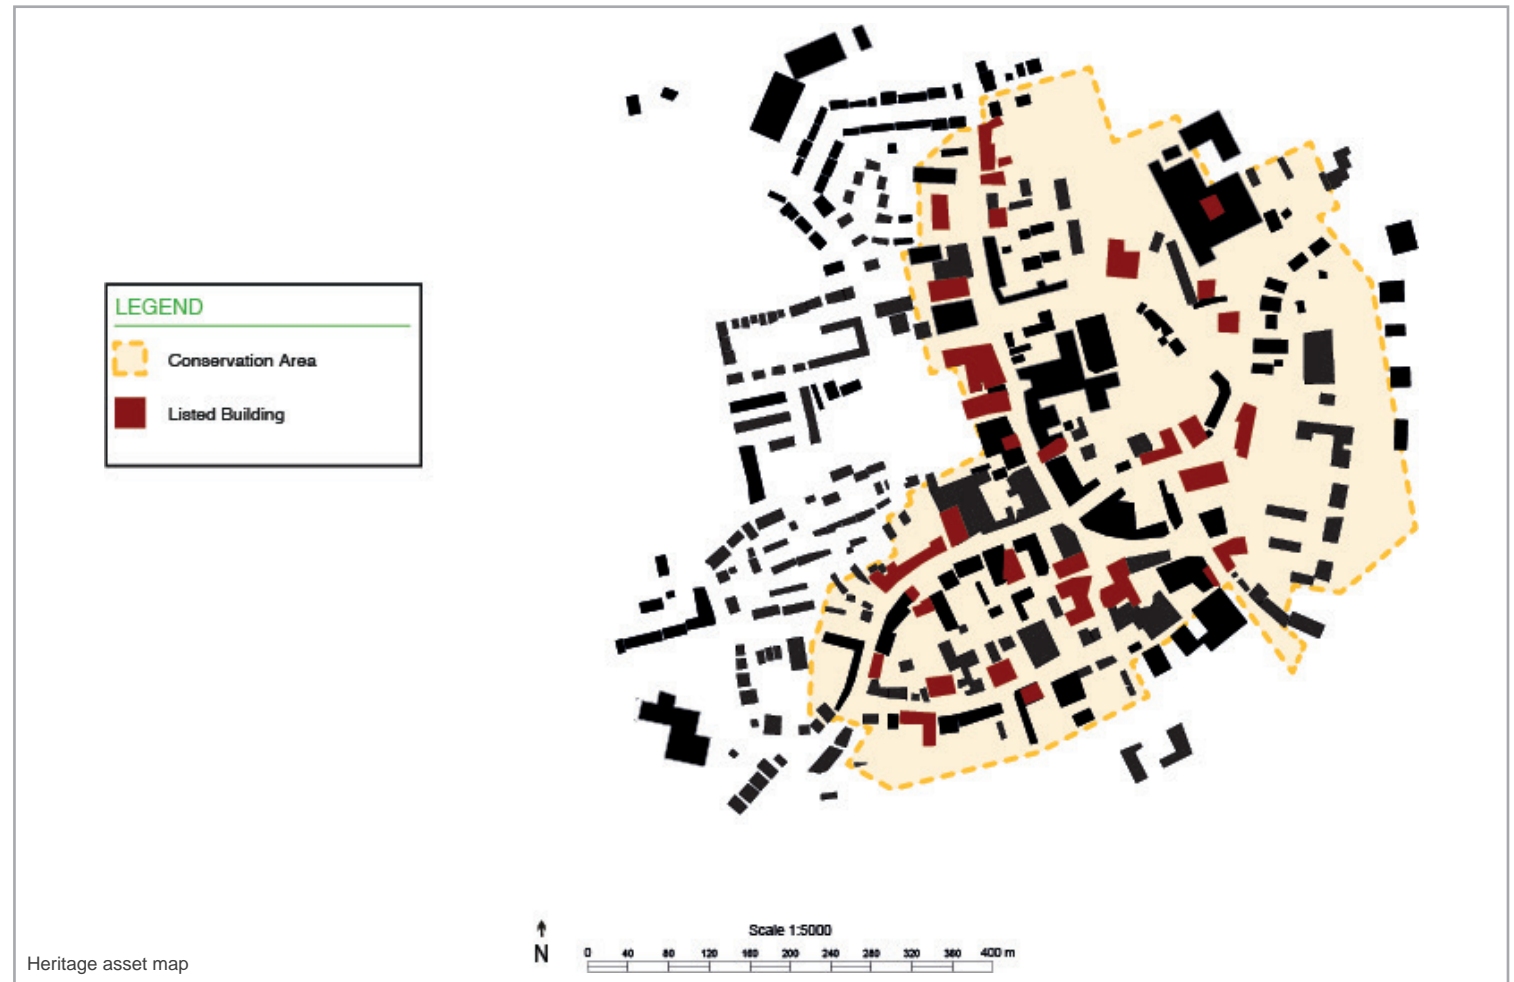 LEGEND
Conservation Area
Listed Building
Scale 1:5000
N
0 40 80 120 160 200 240 280 320 360 400 m
Heritage asset map